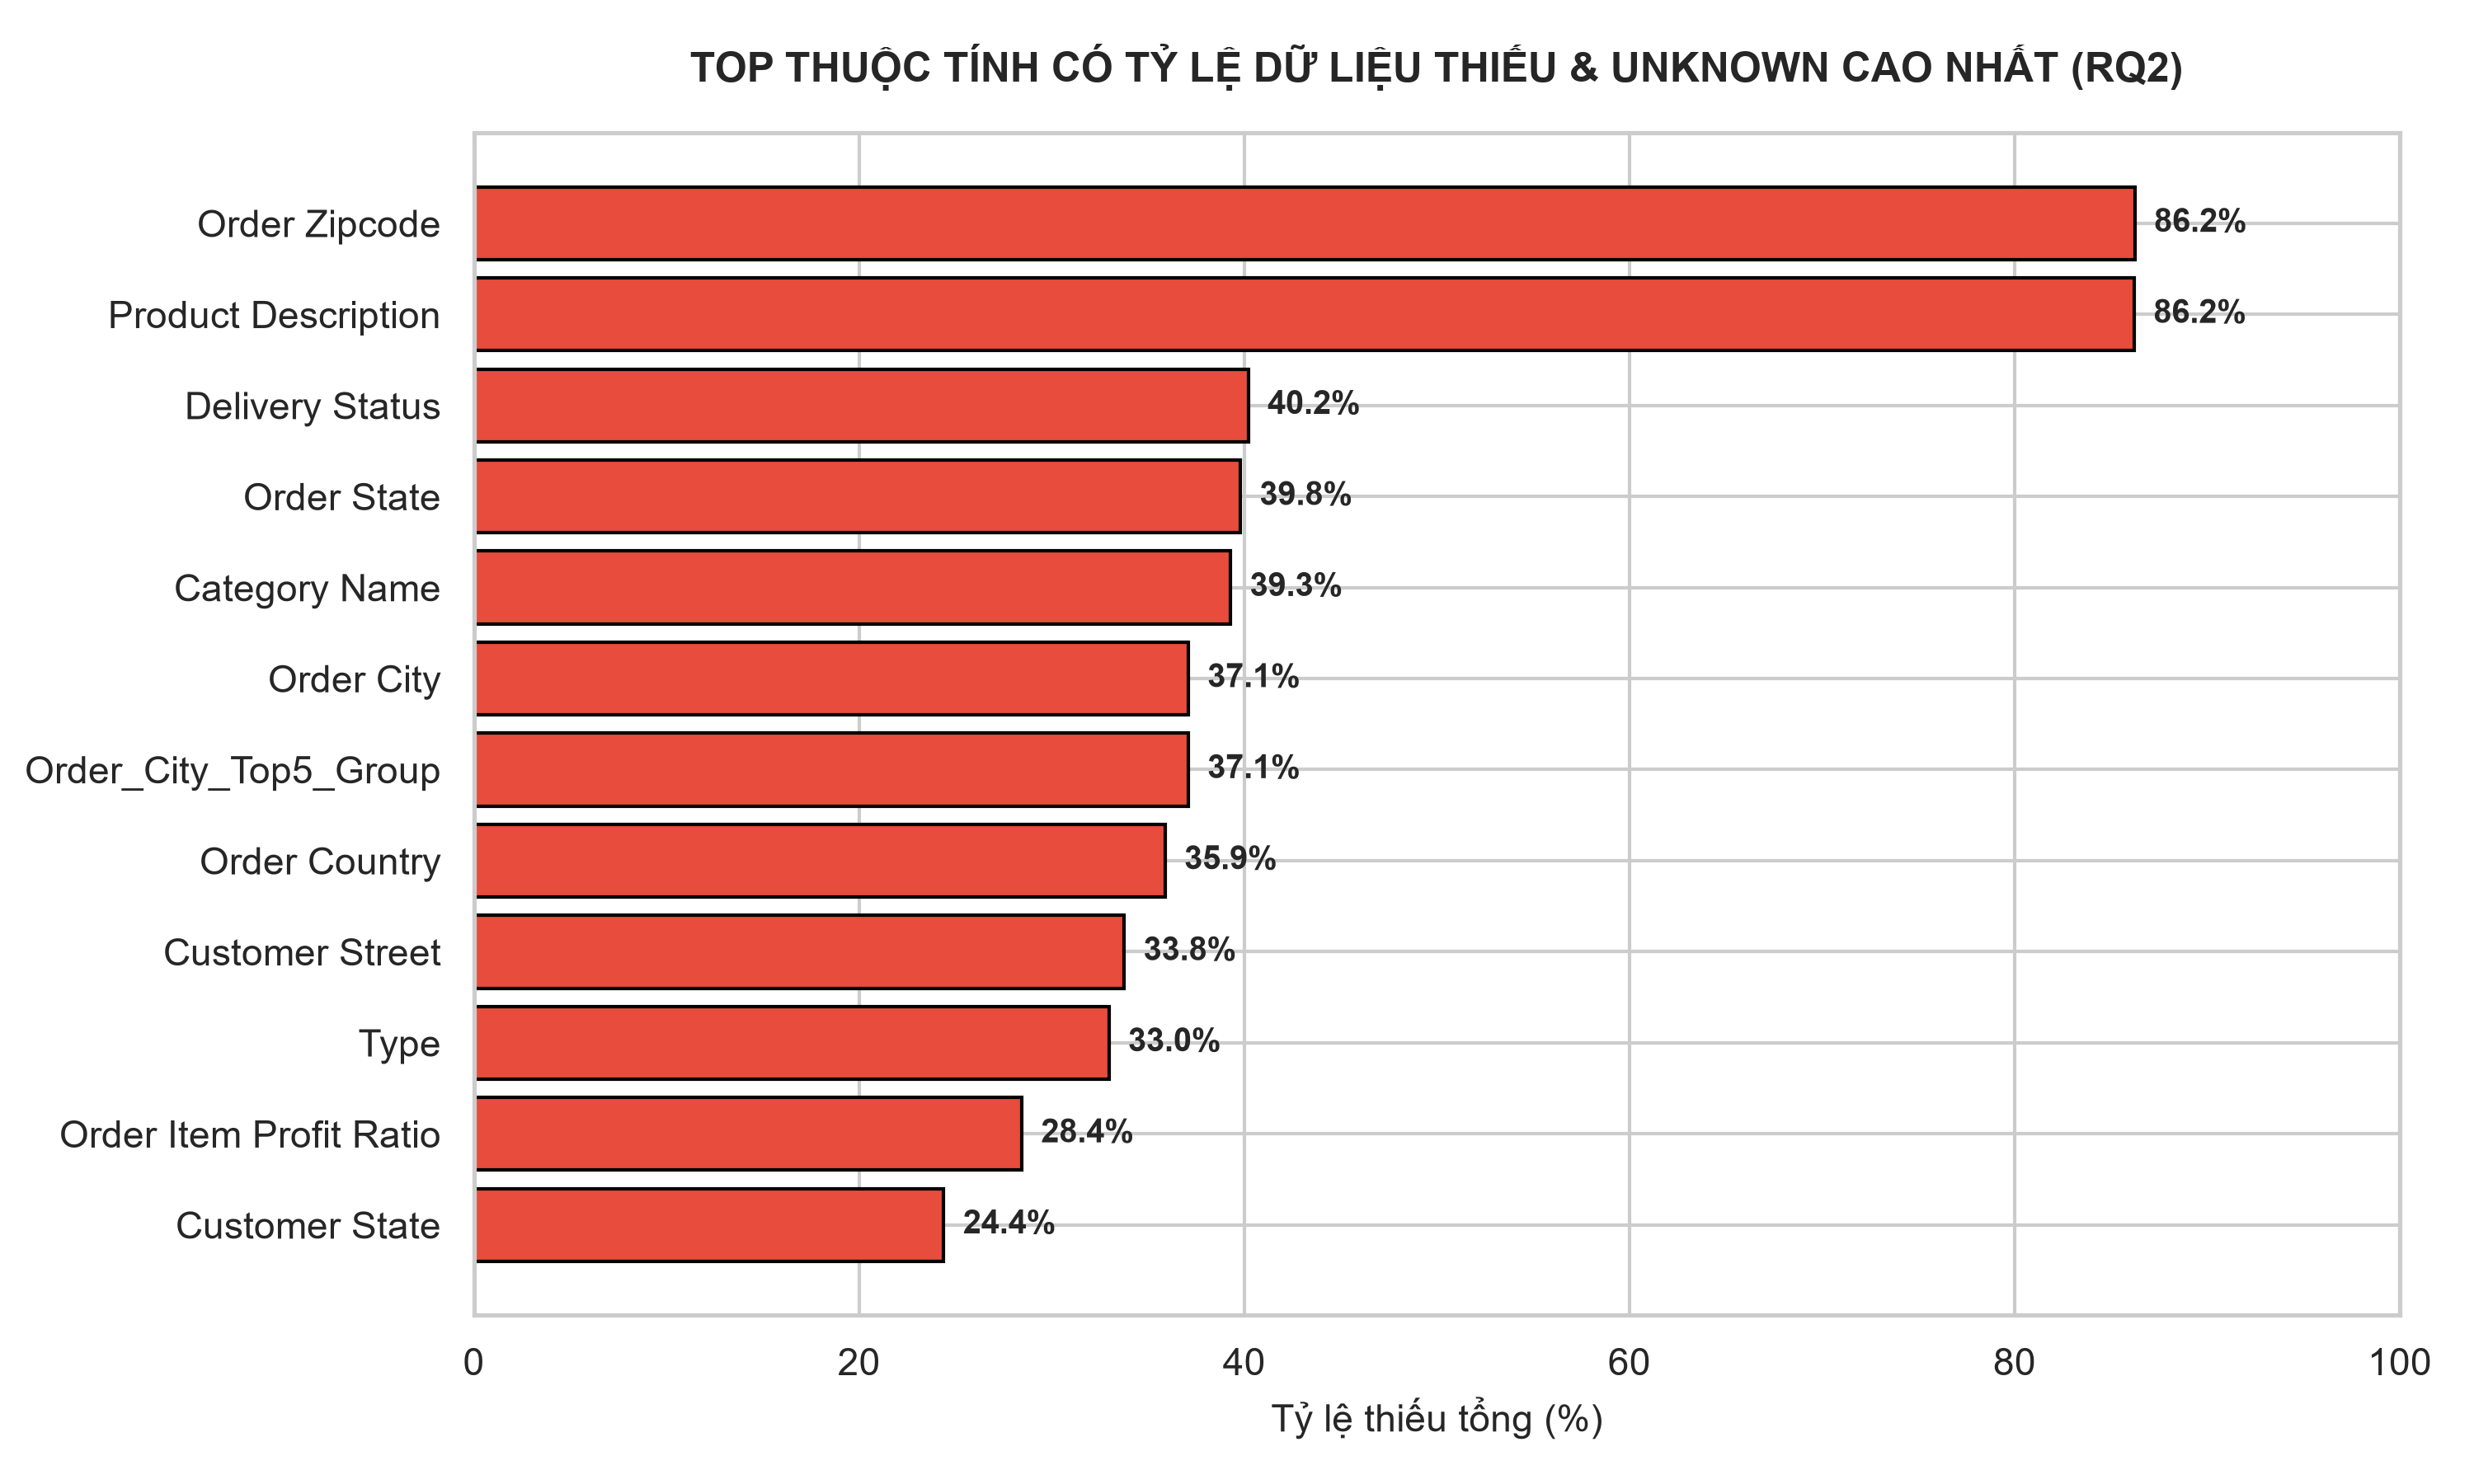 TOP THUỘC TÍNH CÓ TỶ LỆ DỮ LIỆU THIẾU & UNKNOWN CAO NHẤT (RQ2)
Order Zipcode 86.2%
Product Description 86.2%
Delivery Status 40.2%
Order State 39.8%
Category Name 39.3%
Order City 37.1%
Order_City_Top5_Group 37.1%
Order Country 35.9%
Customer Street 33.8%
Type 33.0%
Order Item Profit Ratio 28.4%
Customer State 24.4%
0 20 40 60 80 100
Tỷ lệ thiếu tổng (%)